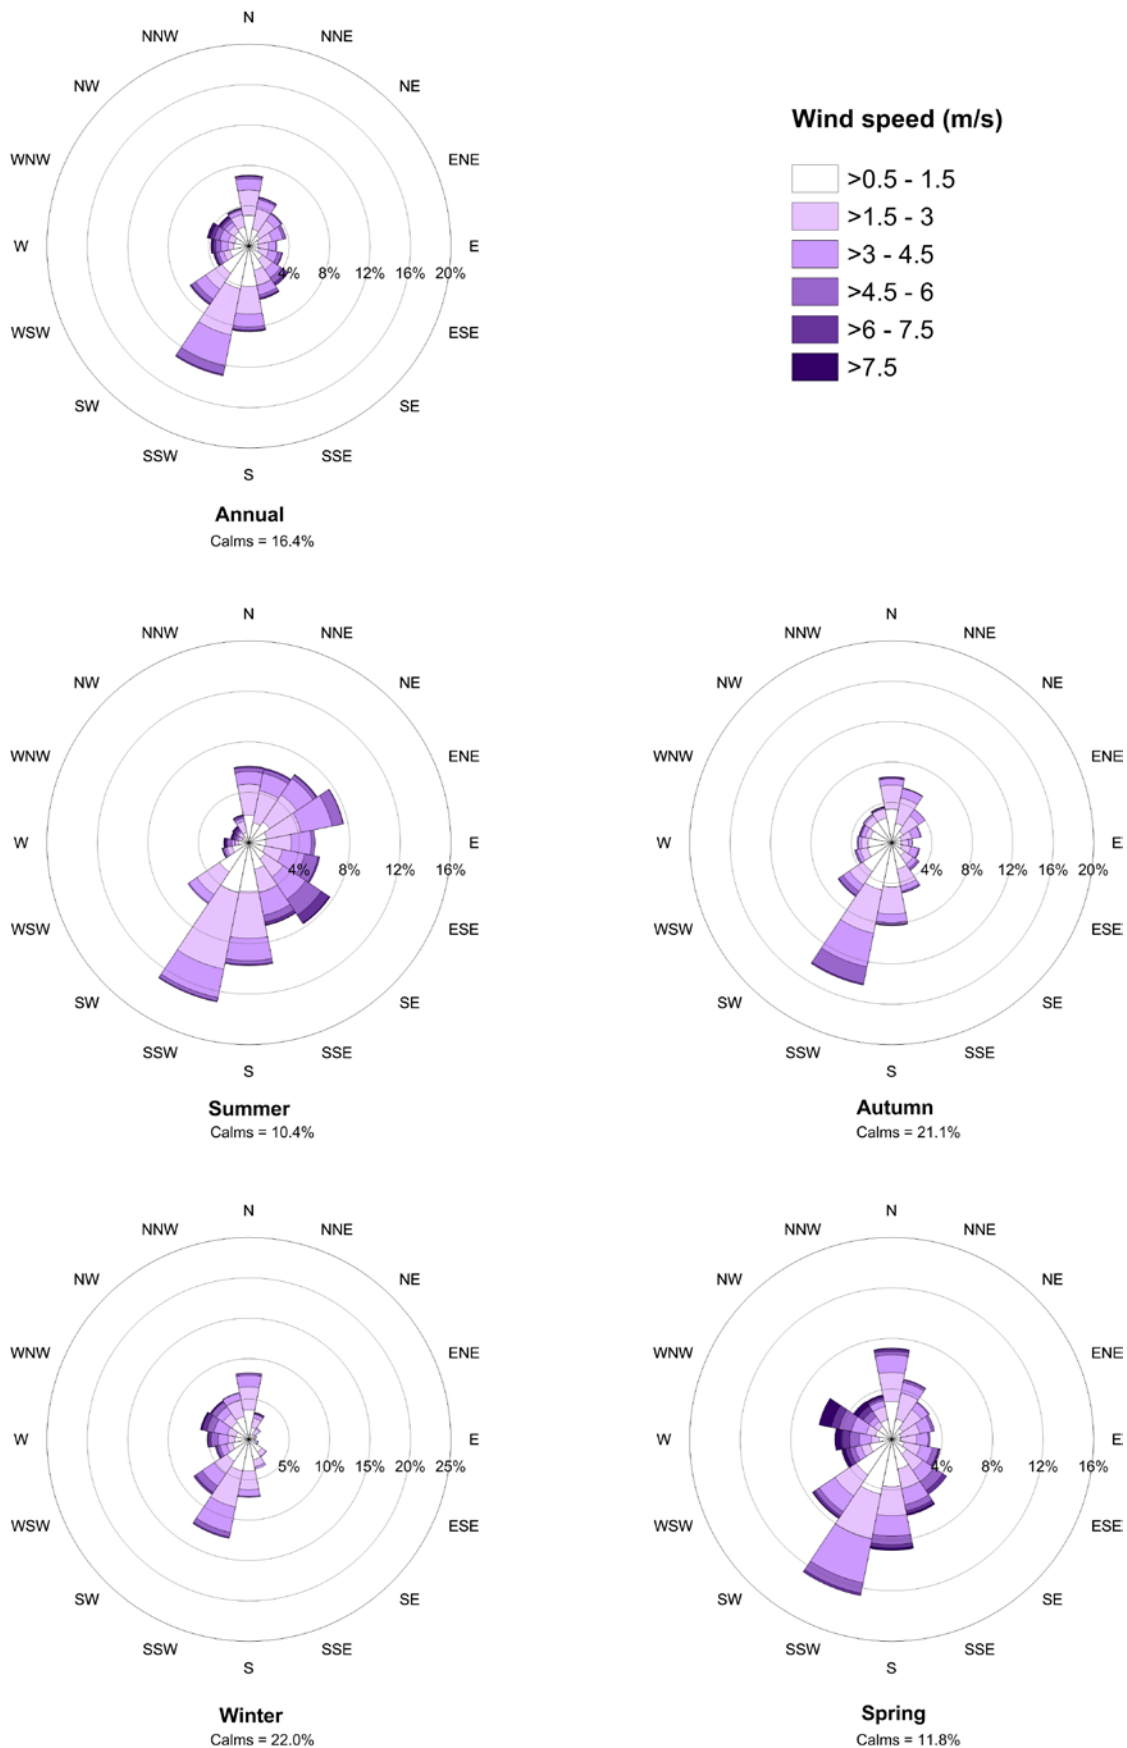 N
NNW NNE
NW NE
WNW ENE
W E
4% 8% 12% 16% 20%
WSW ESE
SW SE
SSW SSE
S
Annual
Calms = 16.4%
Wind speed (m/s)
>0.5 - 1.5
>1.5 - 3
>3 - 4.5
>4.5 - 6
>6 - 7.5
>7.5
N
NNW NNE
NW NE
WNW ENE
W E
4% 8% 12% 16%
WSW ESE
SW SE
SSW SSE
S
Summer
Calms = 10.4%
N
NNW NNE
NW NE
WNW ENE
W E
4% 8% 12% 16% 20%
WSW ESE
SW SE
SSW SSE
S
Autumn
Calms = 21.1%
N
NNW NNE
NW NE
WNW ENE
W E
5% 10% 15% 20% 25%
WSW ESE
SW SE
SSW SSE
S
Winter
Calms = 22.0%
N
NNW NNE
NW NE
WNW ENE
W E
4% 8% 12% 16%
WSW ESE
SW SE
SSW SSE
S
Spring
Calms = 11.8%